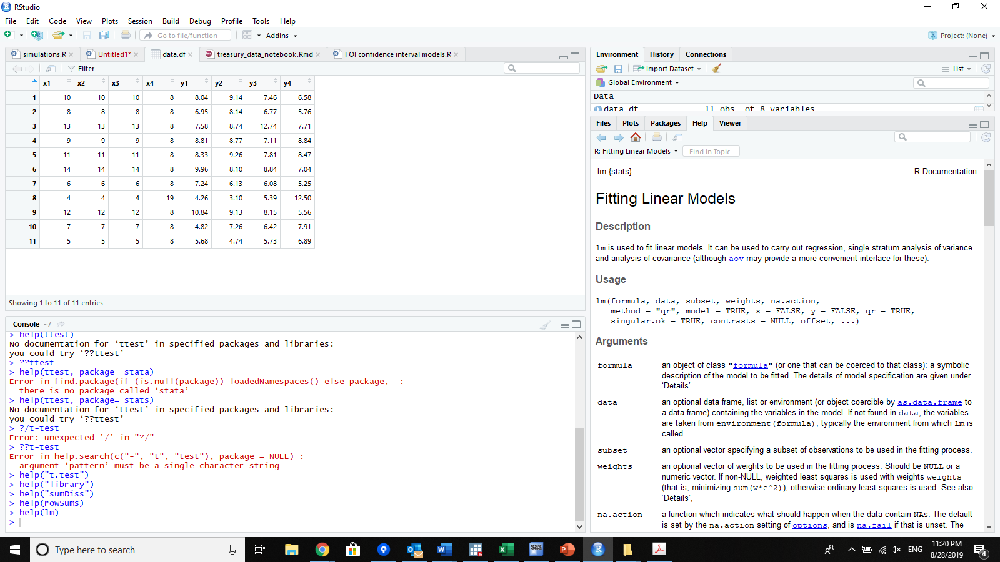 RStudio
File Edit Code View Plots Session Build Debug Profile Tools Help
Go to file/function Addins Project: (None)
simulations.R Untitled1* data.df treasury_data_notebook.Rmd FOI confidence interval models.R
Filter
x1 x2 x3 x4 y1 y2 y3 y4
1 10 10 10 8 8.04 9.14 7.46 6.58
2 8 8 8 8 6.95 8.14 6.77 5.76
3 13 13 13 8 7.58 8.74 12.74 7.71
4 9 9 9 8 8.81 8.77 7.11 8.84
5 11 11 11 8 8.33 9.26 7.81 8.47
6 14 14 14 8 9.96 8.10 8.84 7.04
7 6 6 6 8 7.24 6.13 6.08 5.25
8 4 4 4 19 4.26 3.10 5.39 12.50
9 12 12 12 8 10.84 9.13 8.15 5.56
10 7 7 7 8 4.82 7.26 6.42 7.91
11 5 5 5 8 5.68 4.74 5.73 6.89
Showing 1 to 11 of 11 entries
Console ~/
> help(ttest)
No documentation for ‘ttest’ in specified packages and libraries:
you could try ‘??ttest’
> ??ttest
> help(ttest, package= stata)
Error in find.package(if (is.null(package)) loadedNamespaces() else package, :
there is no package called ‘stata’
> help(ttest, package= stats)
No documentation for ‘ttest’ in specified packages and libraries:
you could try ‘??ttest’
> ?/t-test
Error: unexpected '/' in "?/"
> ??t-test
Error in help.search(c("-", "t", "test"), package = NULL) :
argument ‘pattern’ must be a single character string
> help("t.test")
> help("library")
> help("sumDiss")
> help(rowSums)
> help(lm)
>
Environment History Connections
Import Dataset List
Global Environment
Data
data.df 11 obs. of 8 variables
Files Plots Packages Help Viewer
R: Fitting Linear Models Find in Topic
lm {stats} R Documentation
Fitting Linear Models
Description
lm is used to fit linear models. It can be used to carry out regression, single stratum analysis of variance
and analysis of covariance (although aov may provide a more convenient interface for these).
Usage
lm(formula, data, subset, weights, na.action,
method = "qr", model = TRUE, x = FALSE, y = FALSE, qr = TRUE,
singular.ok = TRUE, contrasts = NULL, offset, ...)
Arguments
formula an object of class "formula" (or one that can be coerced to that class): a symbolic
description of the model to be fitted. The details of model specification are given under
‘Details’.
data an optional data frame, list or environment (or object coercible by as.data.frame to
a data frame) containing the variables in the model. If not found in data, the variables
are taken from environment(formula), typically the environment from which lm is
called.
subset an optional vector specifying a subset of observations to be used in the fitting process.
weights an optional vector of weights to be used in the fitting process. Should be NULL or a
numeric vector. If non-NULL, weighted least squares is used with weights weights
(that is, minimizing sum(w*e^2)); otherwise ordinary least squares is used. See also
‘Details’,
na.action a function which indicates what should happen when the data contain NAs. The default
is set by the na.action setting of options, and is na.fail if that is unset. The
Type here to search
ENG
11:20 PM
8/28/2019
4